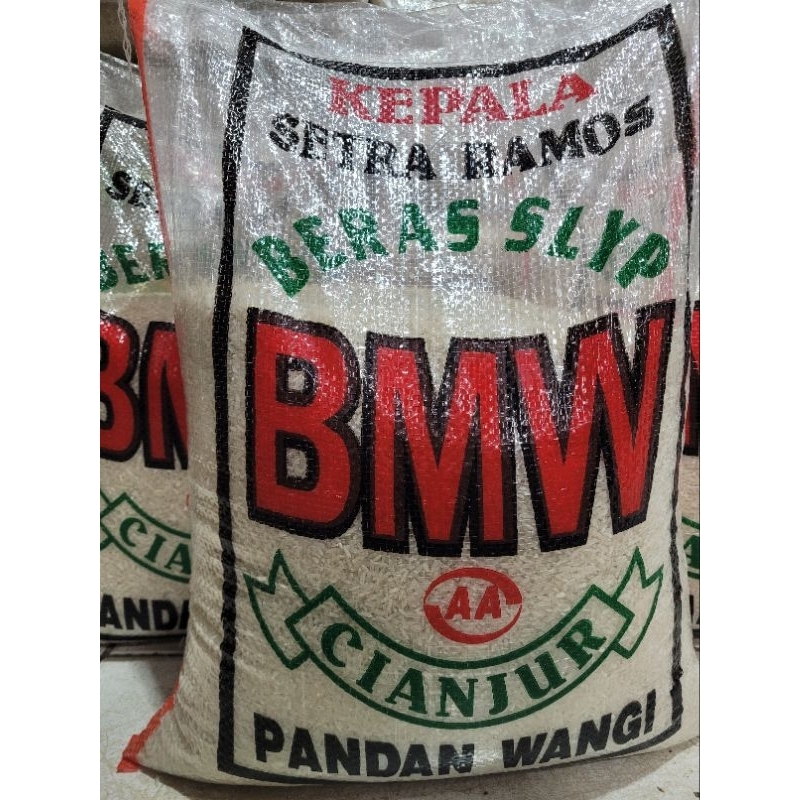 KEPALA
SETRA RAMOS
BERAS SLYP
BMW
AA
CIANJUR
PANDAN WANGI